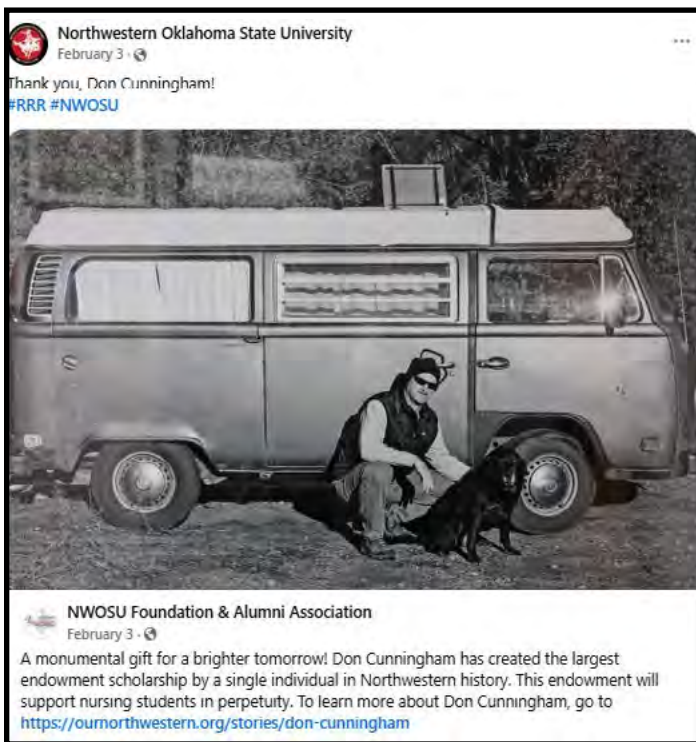 Northwestern Oklahoma State University
February 3 ·
Thank you, Don Cunningham!
#RRR #NWOSU
NWOSU Foundation & Alumni Association
February 3 ·
A monumental gift for a brighter tomorrow! Don Cunningham has created the largest
endowment scholarship by a single individual in Northwestern history. This endowment will
support nursing students in perpetuity. To learn more about Don Cunningham, go to
https://ournorthwestern.org/stories/don-cunningham